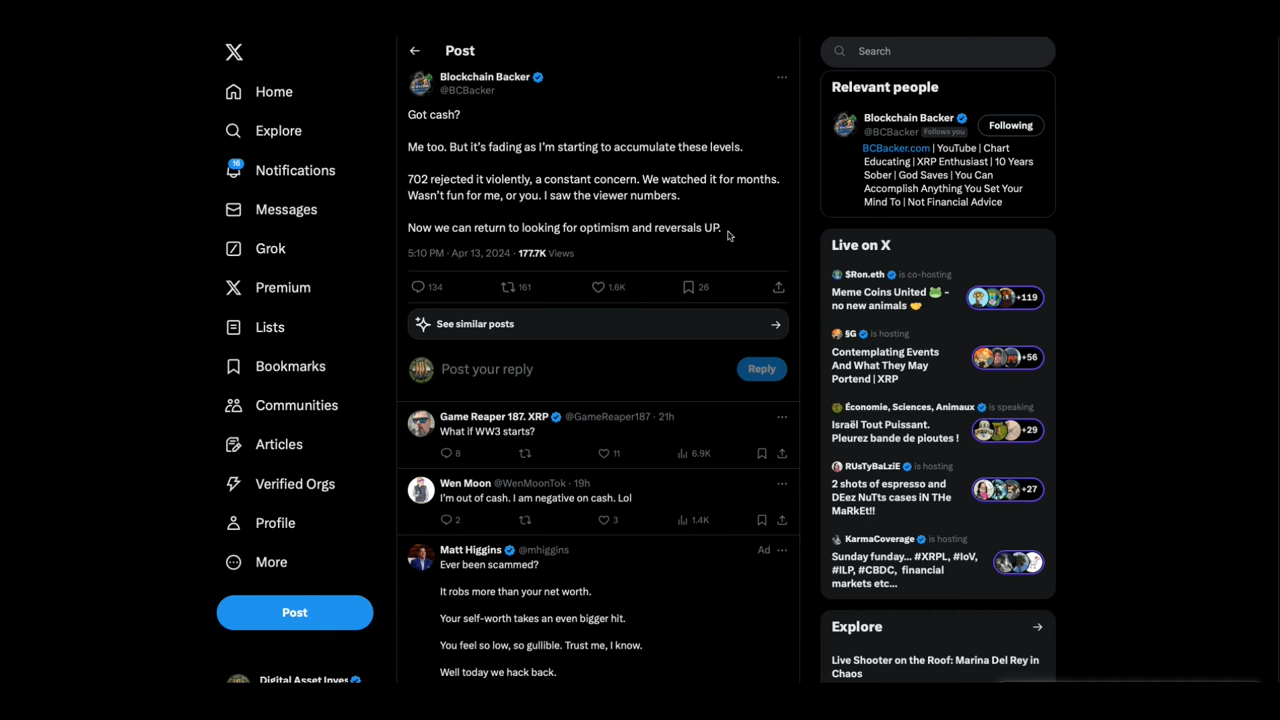 X
Home
Explore
16
Notifications
Messages
Grok
Premium
Lists
Bookmarks
Communities
Articles
Verified Orgs
Profile
More
Post
Digital Asset Inves
← Post
Blockchain Backer
@BCBacker
Got cash?
Me too. But it's fading as I'm starting to accumulate these levels.
702 rejected it violently, a constant concern. We watched it for months.
Wasn't fun for me, or you. I saw the viewer numbers.
Now we can return to looking for optimism and reversals UP.
5:10 PM · Apr 13, 2024 · 177.7K Views
134 161 1.6K 26
See similar posts →
Post your reply Reply
Game Reaper 187. XRP @GameReaper187 · 21h
What if WW3 starts?
8 11 6.9K
Wen Moon @WenMoonTok · 19h
I'm out of cash. I am negative on cash. Lol
2 3 1.4K
Matt Higgins @mhiggins Ad
Ever been scammed?
It robs more than your net worth.
Your self-worth takes an even bigger hit.
You feel so low, so gullible. Trust me, I know.
Well today we hack back.
Search
Relevant people
Blockchain Backer
@BCBacker Follows you
Following
BCBacker.com | YouTube | Chart
Educating | XRP Enthusiast | 10 Years
Sober | God Saves | You Can
Accomplish Anything You Set Your
Mind To | Not Financial Advice
Live on X
$Ron.eth is co-hosting
Meme Coins United 🐸 -
no new animals 🤝
+119
§G is hosting
Contemplating Events
And What They May
Portend | XRP
+56
Économie, Sciences, Animaux is speaking
Israël Tout Puissant.
Pleurez bande de pioutes !
+29
RUsTyBaLziE is hosting
2 shots of espresso and
DEez NuTts cases iN THe
MaRkEt!!
+27
KarmaCoverage is hosting
Sunday funday... #XRPL, #IoV,
#ILP, #CBDC, financial
markets etc...
Explore →
Live Shooter on the Roof: Marina Del Rey in
Chaos